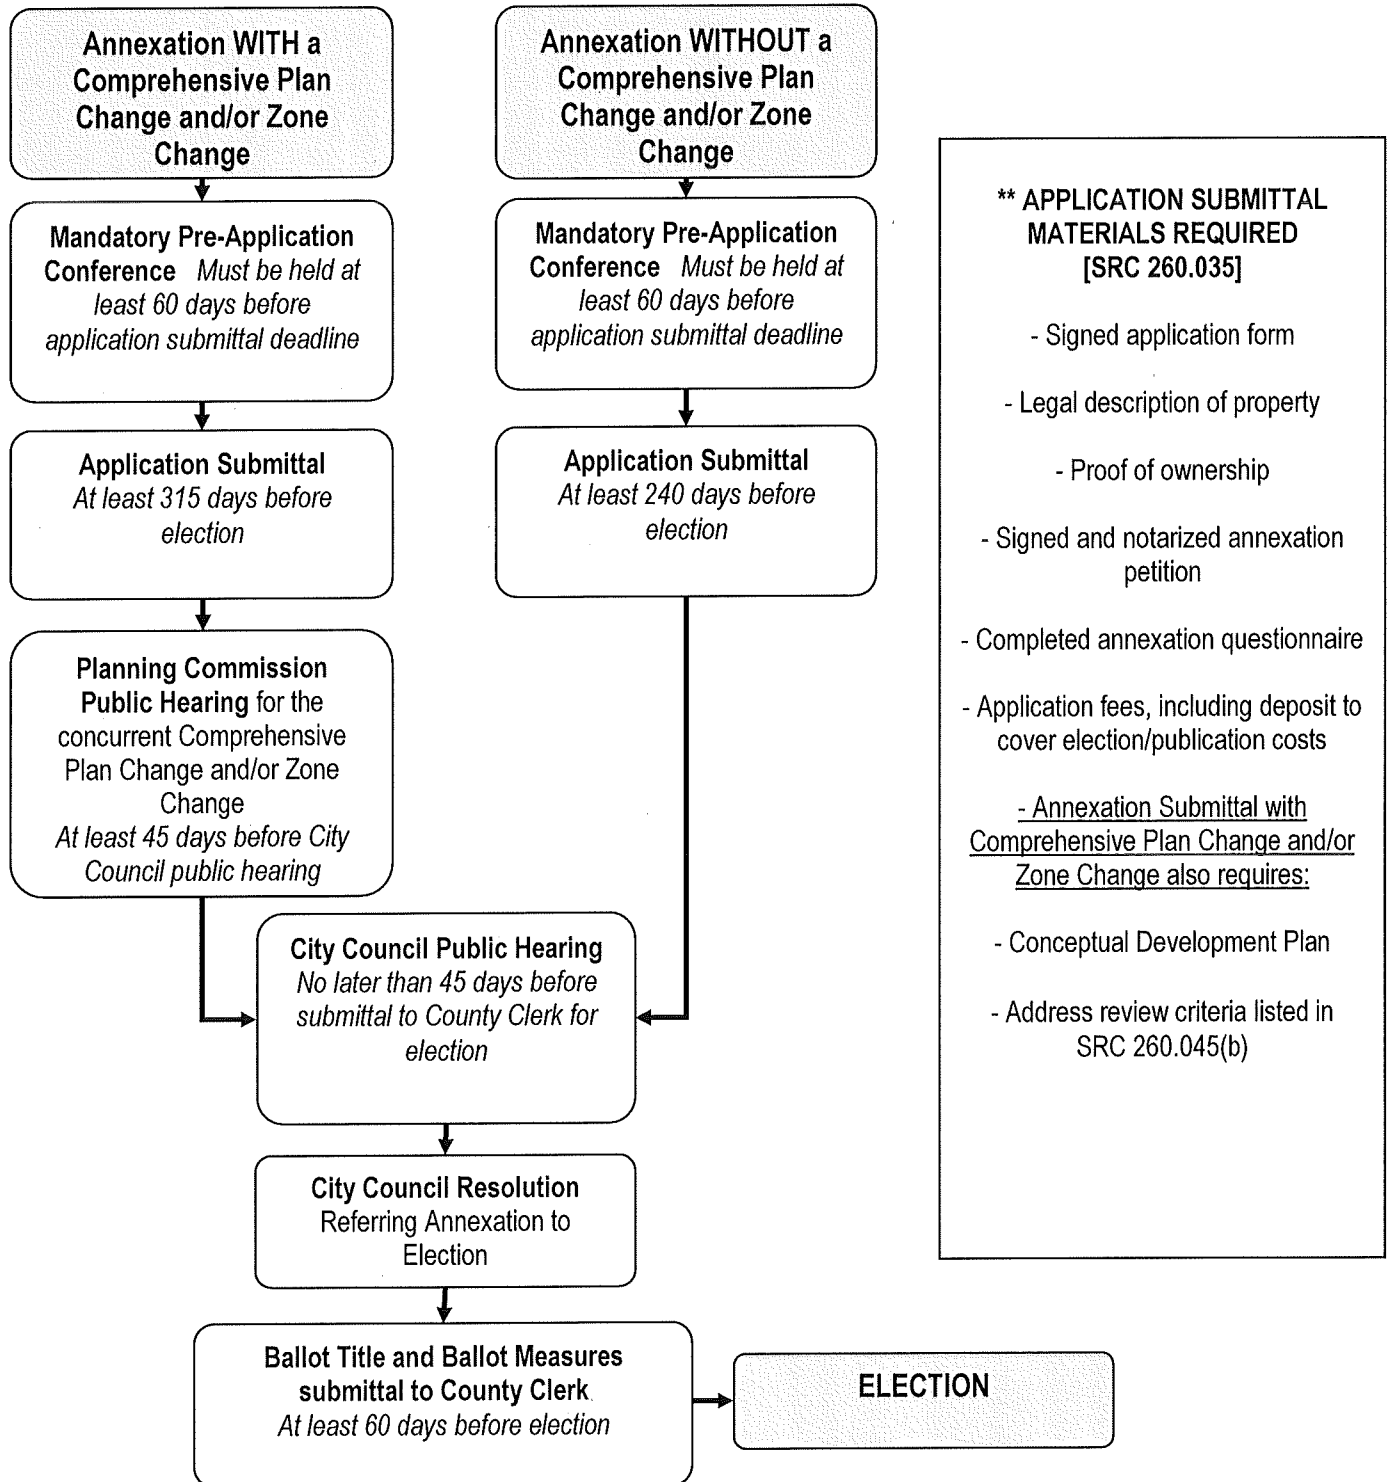 Annexation WITH a
Comprehensive Plan
Change and/or Zone
Change
Mandatory Pre-Application
Conference Must be held at
least 60 days before
application submittal deadline
Application Submittal
At least 315 days before
election
Planning Commission
Public Hearing for the
concurrent Comprehensive
Plan Change and/or Zone
Change
At least 45 days before City
Council public hearing
Annexation WITHOUT a
Comprehensive Plan
Change and/or Zone
Change
Mandatory Pre-Application
Conference Must be held at
least 60 days before
application submittal deadline
Application Submittal
At least 240 days before
election
City Council Public Hearing
No later than 45 days before
submittal to County Clerk for
election
City Council Resolution
Referring Annexation to
Election
Ballot Title and Ballot Measures
submittal to County Clerk
At least 60 days before election
ELECTION
** APPLICATION SUBMITTAL
MATERIALS REQUIRED
[SRC 260.035]
- Signed application form
- Legal description of property
- Proof of ownership
- Signed and notarized annexation
petition
- Completed annexation questionnaire
- Application fees, including deposit to
cover election/publication costs
- Annexation Submittal with
Comprehensive Plan Change and/or
Zone Change also requires:
- Conceptual Development Plan
- Address review criteria listed in
SRC 260.045(b)